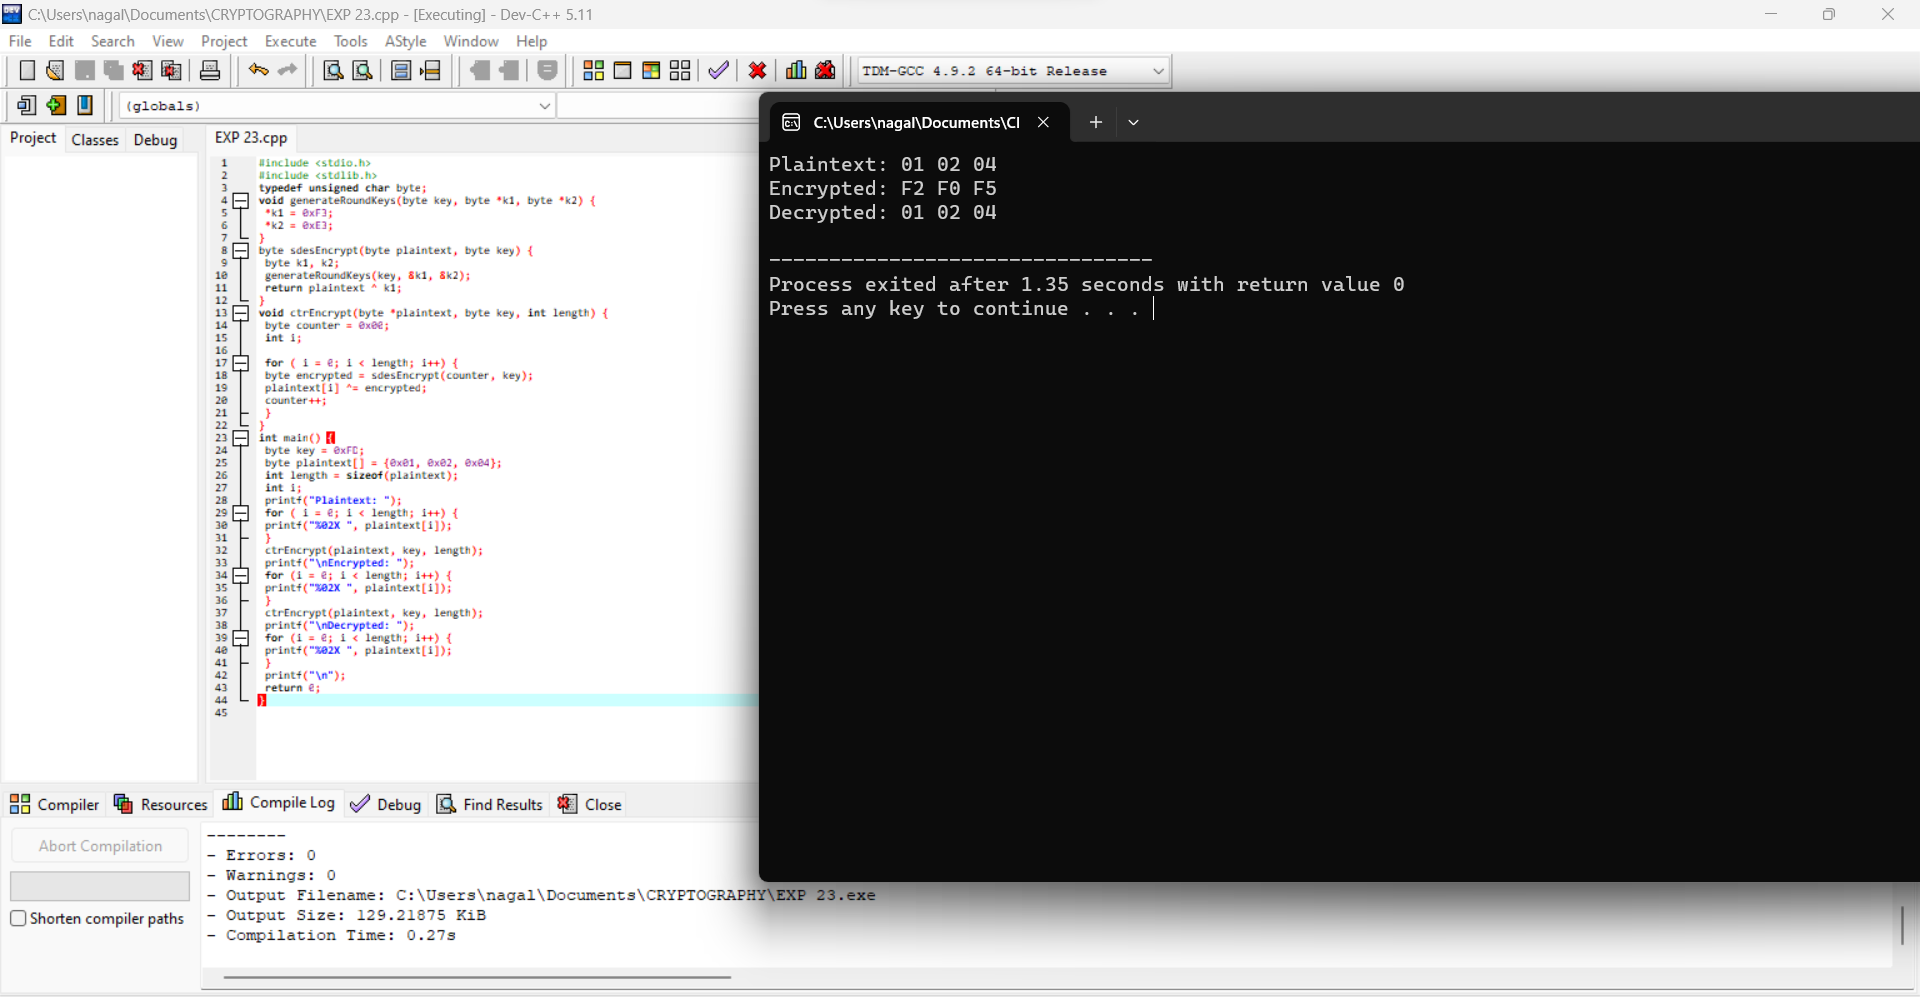 C:\Users\nagal\Documents\CRYPTOGRAPHY\EXP 23.cpp - [Executing] - Dev-C++ 5.11
File Edit Search View Project Execute Tools AStyle Window Help
TDM-GCC 4.9.2 64-bit Release
(globals)
Project Classes Debug
EXP 23.cpp
1 #include <stdio.h>
2 #include <stdlib.h>
3 typedef unsigned char byte;
4 void generateRoundKeys(byte key, byte *k1, byte *k2) {
5 *k1 = 0xF3;
6 *k2 = 0xE3;
7 }
8 byte sdesEncrypt(byte plaintext, byte key) {
9 byte k1, k2;
10 generateRoundKeys(key, &k1, &k2);
11 return plaintext ^ k1;
12 }
13 void ctrEncrypt(byte *plaintext, byte key, int length) {
14 byte counter = 0x00;
15 int i;
16
17 for ( i = 0; i < length; i++) {
18 byte encrypted = sdesEncrypt(counter, key);
19 plaintext[i] ^= encrypted;
20 counter++;
21 }
22 }
23 int main() {
24 byte key = 0xFD;
25 byte plaintext[] = {0x01, 0x02, 0x04};
26 int length = sizeof(plaintext);
27 int i;
28 printf("Plaintext: ");
29 for ( i = 0; i < length; i++) {
30 printf("%02X ", plaintext[i]);
31 }
32 ctrEncrypt(plaintext, key, length);
33 printf("\nEncrypted: ");
34 for (i = 0; i < length; i++) {
35 printf("%02X ", plaintext[i]);
36 }
37 ctrEncrypt(plaintext, key, length);
38 printf("\nDecrypted: ");
39 for (i = 0; i < length; i++) {
40 printf("%02X ", plaintext[i]);
41 }
42 printf("\n");
43 return 0;
44 }
45
C:\Users\nagal\Documents\Cl
Plaintext: 01 02 04
Encrypted: F2 F0 F5
Decrypted: 01 02 04
--------------------------------
Process exited after 1.35 seconds with return value 0
Press any key to continue . . .
Compiler Resources Compile Log Debug Find Results Close
Abort Compilation
Shorten compiler paths
--------
- Errors: 0
- Warnings: 0
- Output Filename: C:\Users\nagal\Documents\CRYPTOGRAPHY\EXP 23.exe
- Output Size: 129.21875 KiB
- Compilation Time: 0.27s